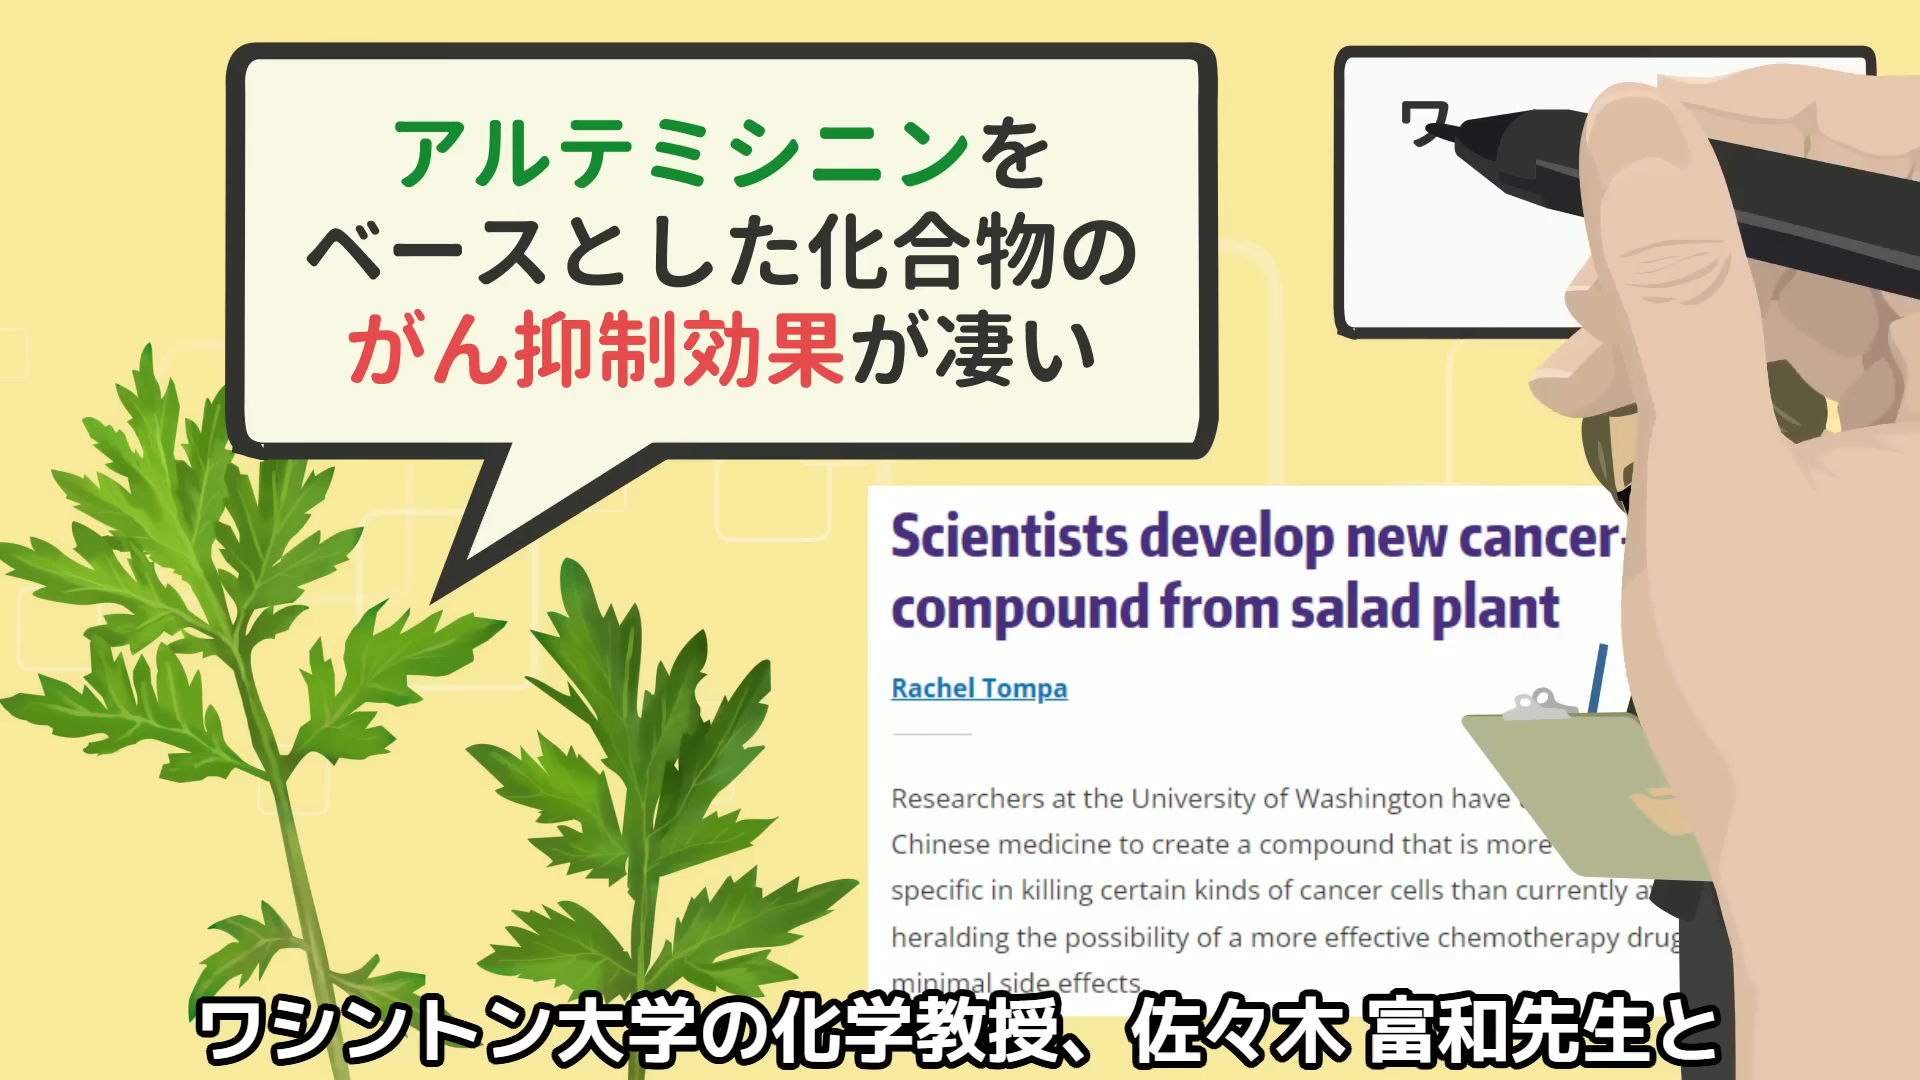 アルテミシニンを
ベースとした化合物の
がん抑制効果が凄い
ワ
Scientists develop new cancer-
compound from salad plant
Rachel Tompa
Researchers at the University of Washington have
Chinese medicine to create a compound that is more
specific in killing certain kinds of cancer cells than currently
heralding the possibility of a more effective chemotherapy drug
minimal side effects.
ワシントン大学の化学教授、佐々木 富和先生と